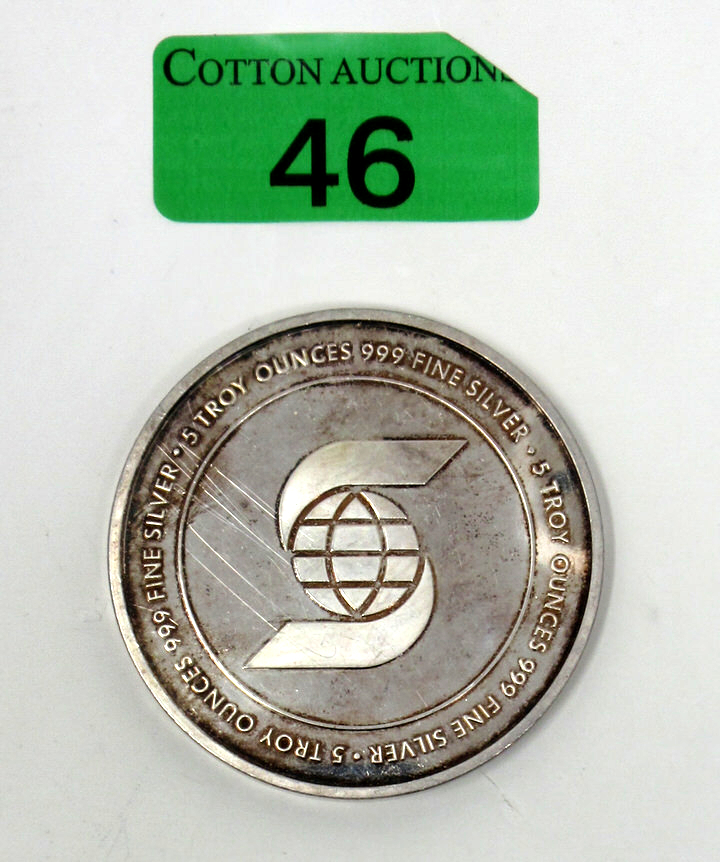 COTTON AUCTIONS
46
5 TROY OUNCES 999 FINE SILVER • 5 TROY OUNCES 999 FINE SILVER • 5 TROY OUNCES 999 FINE SILVER •